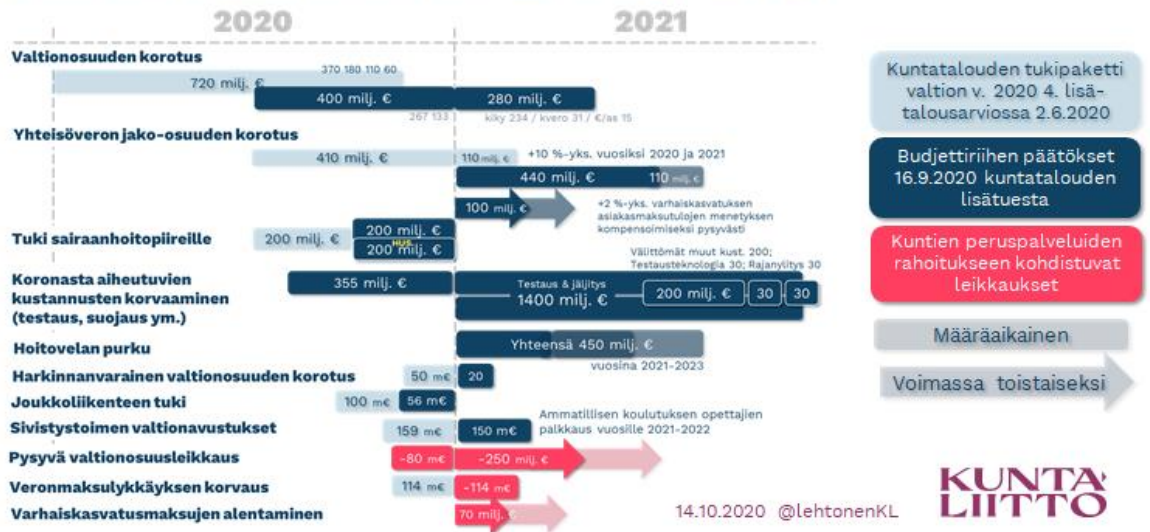 2020
2021
Valtionosuuden korotus
370 180 110 60
720 milj. €
400 milj. €
280 milj. €
267 133
kiky 234 / kvero 31 / €/as 15
Yhteisöveron jako-osuuden korotus
410 milj. €
110 milj. €
+10 %-yks. vuosiksi 2020 ja 2021
440 milj. €
110 milj. €
100 milj. €
+2 %-yks. varhaiskasvatuksen
asiakasmaksutulojen menetyksen
kompensoimiseksi pysyvästi
Tuki sairaanhoitopiireille
200 milj. €
200 milj. €
HUS
200 milj. €
Koronasta aiheutuvien
kustannusten korvaaminen
(testaus, suojaus ym.)
355 milj. €
Välittömät muut kust. 200;
Testausteknologia 30; Rajanylitys 30
Testaus & jäljitys
1400 milj. €
200 milj. €
30
30
Hoitovelan purku
Yhteensä 450 milj. €
vuosina 2021-2023
Harkinnanvarainen valtionosuuden korotus
50 m€
20
Joukkoliikenteen tuki
100 m€
56 m€
Sivistystoimen valtionavustukset
159 m€
150 m€
Ammatillisen koulutuksen opettajien
palkkaus vuosille 2021-2022
Pysyvä valtionosuusleikkaus
-80 m€
-250 milj. €
Veronmaksulykkäyksen korvaus
114 m€
-114 m€
Varhaiskasvatusmaksujen alentaminen
70 milj. €
Kuntatalouden tukipaketti
valtion v. 2020 4. lisä-
talousarviossa 2.6.2020
Budjettiriihen päätökset
16.9.2020 kuntatalouden
lisätuesta
Kuntien peruspalveluiden
rahoitukseen kohdistuvat
leikkaukset
Määräaikainen
Voimassa toistaiseksi
14.10.2020 @lehtonenKL
KUNTA
LIITTO